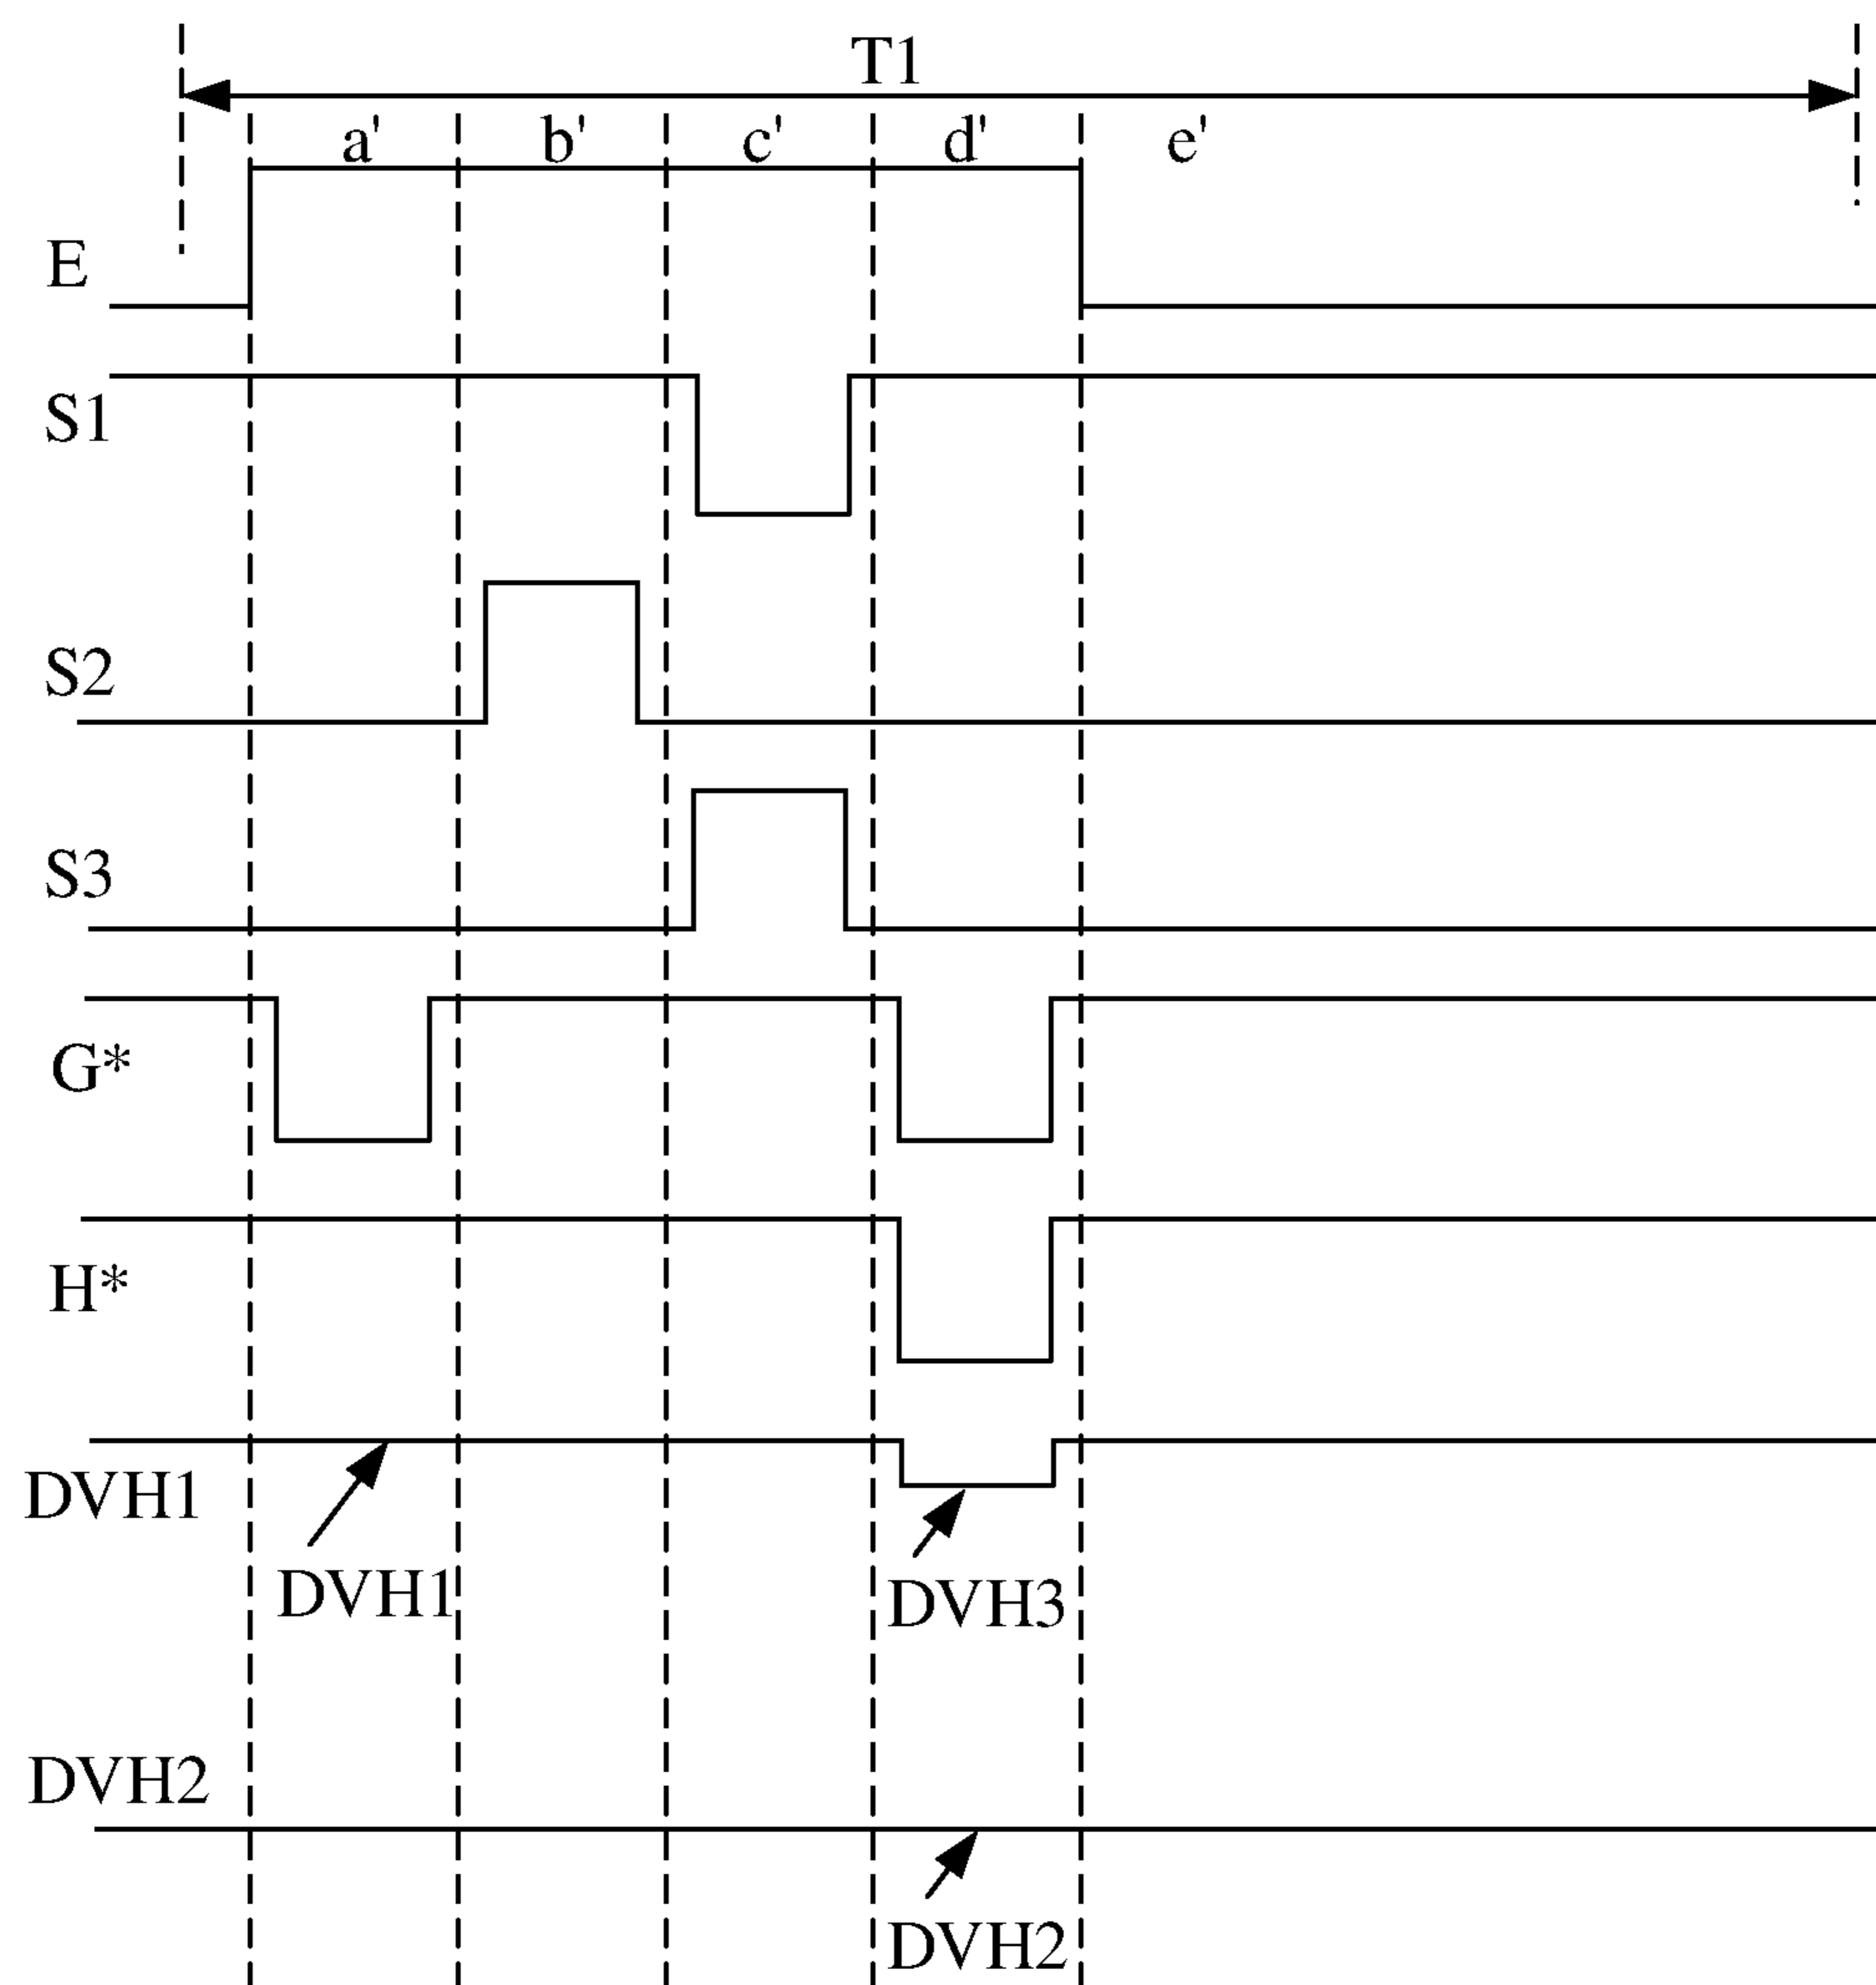 T1
a' b' c' d' e'
E
S1
S2
S3
G*
H*
DVH1
DVH1 DVH3
DVH2
DVH2